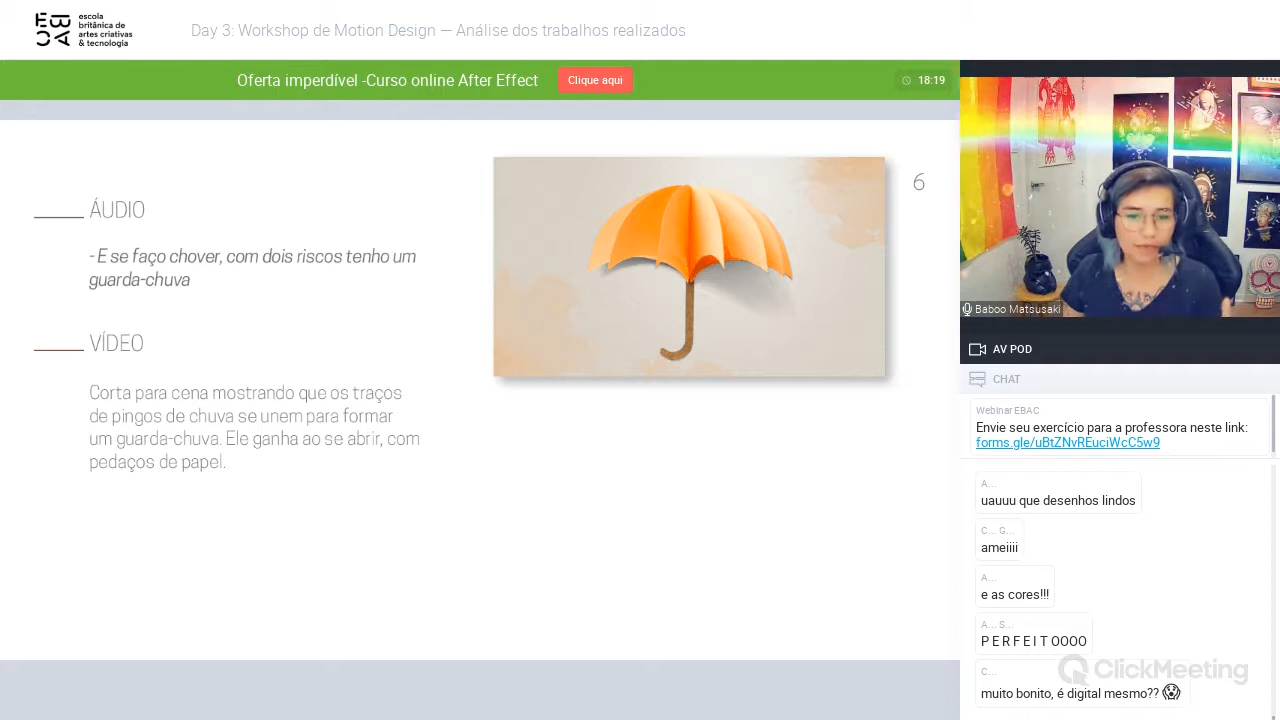 EBAC
escola
britânica de
artes criativas
& tecnologia
Day 3: Workshop de Motion Design — Análise dos trabalhos realizados
Oferta imperdível -Curso online After Effect
Clique aqui
18:19
ÁUDIO
- E se faço chover, com dois riscos tenho um
guarda-chuva
VÍDEO
Corta para cena mostrando que os traços
de pingos de chuva se unem para formar
um guarda-chuva. Ele ganha ao se abrir, com
pedaços de papel.
6
Baboo Matsusaki
AV POD
CHAT
Webinar EBAC
Envie seu exercício para a professora neste link:
forms.gle/uBtZNvREuciWcC5w9
A...
uauuu que desenhos lindos
C... G...
ameiiii
A...
e as cores!!!
A... S...
P E R F E I T OOOO
C...
muito bonito, é digital mesmo?? 😱
ClickMeeting